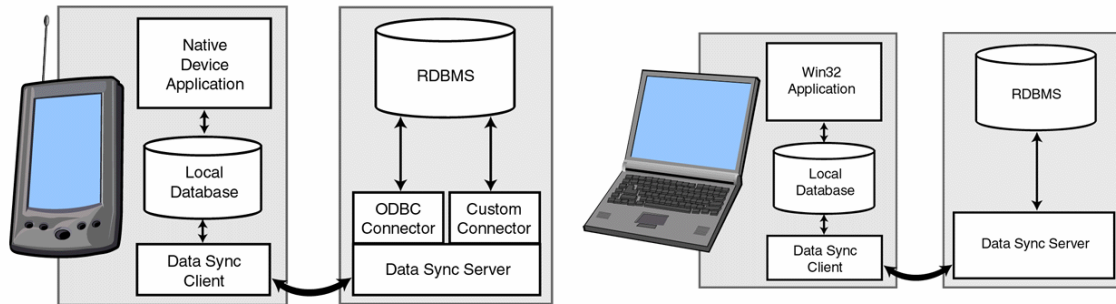 Native
Device
Application
Local
Database
Data Sync
Client
RDBMS
ODBC
Connector
Custom
Connector
Data Sync Server
Win32
Application
Local
Database
Data Sync
Client
RDBMS
Data Sync Server